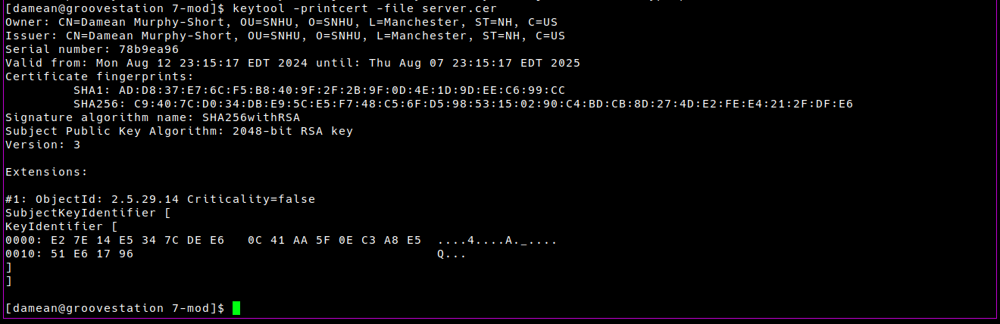 [damean@groovestation 7-mod]$ keytool -printcert -file server.cer
Owner: CN=Damean Murphy-Short, OU=SNHU, O=SNHU, L=Manchester, ST=NH, C=US
Issuer: CN=Damean Murphy-Short, OU=SNHU, O=SNHU, L=Manchester, ST=NH, C=US
Serial number: 78b9ea96
Valid from: Mon Aug 12 23:15:17 EDT 2024 until: Thu Aug 07 23:15:17 EDT 2025
Certificate fingerprints:
         SHA1: AD:D8:37:E7:6C:F5:B8:40:9F:2F:2B:9F:0D:4E:1D:9D:EE:C6:99:CC
         SHA256: C9:40:7C:D0:34:DB:E9:5C:E5:F7:48:C5:6F:D5:98:53:15:02:90:C4:BD:CB:8D:27:4D:E2:FE:E4:21:2F:DF:E6
Signature algorithm name: SHA256withRSA
Subject Public Key Algorithm: 2048-bit RSA key
Version: 3
Extensions:
#1: ObjectId: 2.5.29.14 Criticality=false
SubjectKeyIdentifier [
KeyIdentifier [
0000: E2 7E 14 E5 34 7C DE E6   0C 41 AA 5F 0E C3 A8 E5  ....4....A._....
0010: 51 E6 17 96                                        Q...
]
]
[damean@groovestation 7-mod]$